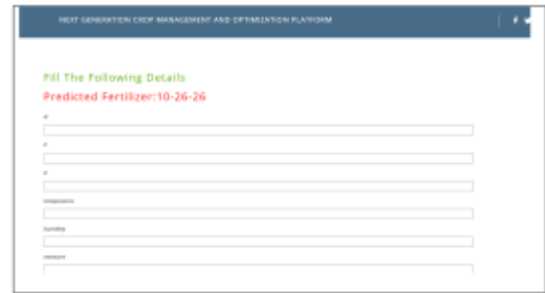 NEXT GENERATION CROP MANAGEMENT AND OPTIMIZATION PLATFORM
Fill The Following Details
Predicted Fertilizer:10-26-26
temperature
humidity
moisture